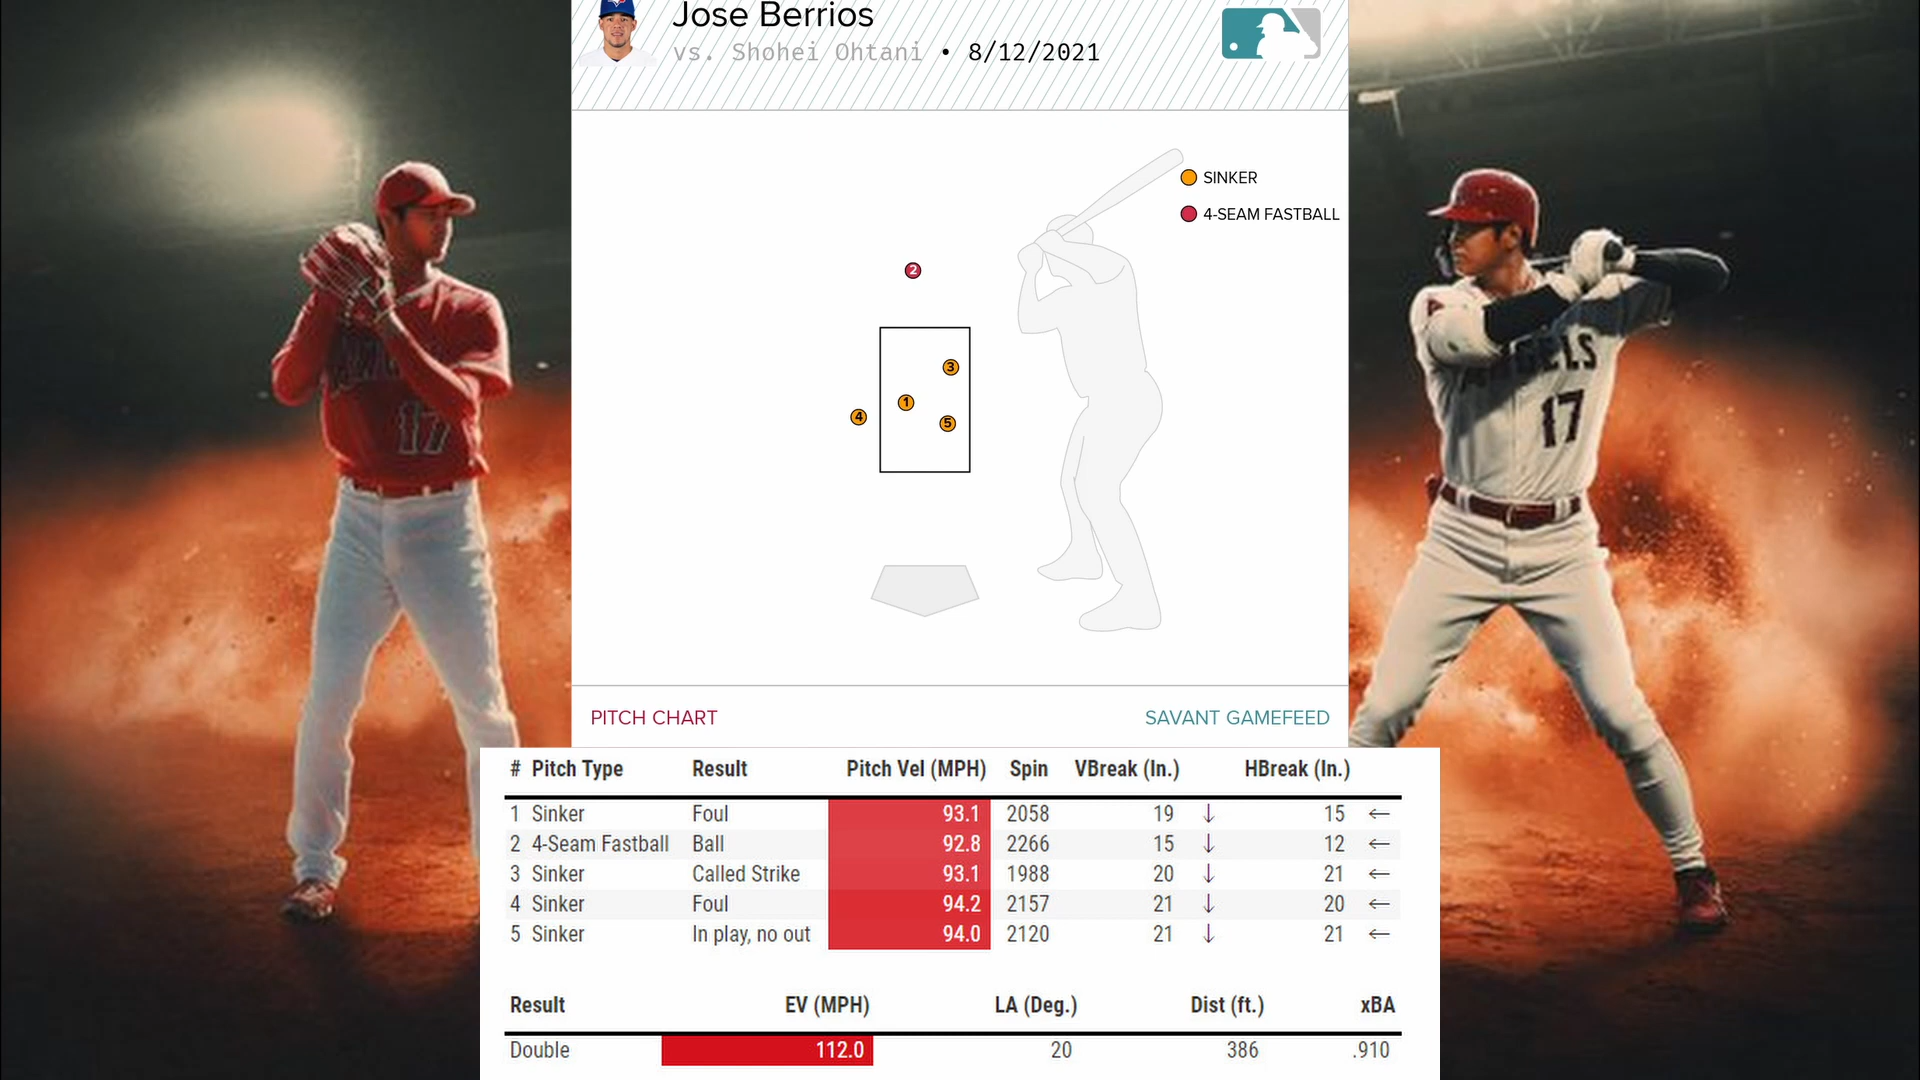 Jose Berrios
vs. Shohei Ohtani • 8/12/2021
SINKER
4-SEAM FASTBALL
2
3
1
4
5
17
ANGELS
17
PITCH CHART
SAVANT GAMEFEED
# Pitch Type Result Pitch Vel (MPH) Spin VBreak (In.) HBreak (In.)
1 Sinker Foul 93.1 2058 19 ↓ 15 ←
2 4-Seam Fastball Ball 92.8 2266 15 ↓ 12 ←
3 Sinker Called Strike 93.1 1988 20 ↓ 21 ←
4 Sinker Foul 94.2 2157 21 ↓ 20 ←
5 Sinker In play, no out 94.0 2120 21 ↓ 21 ←
Result EV (MPH) LA (Deg.) Dist (ft.) xBA
Double 112.0 20 386 .910